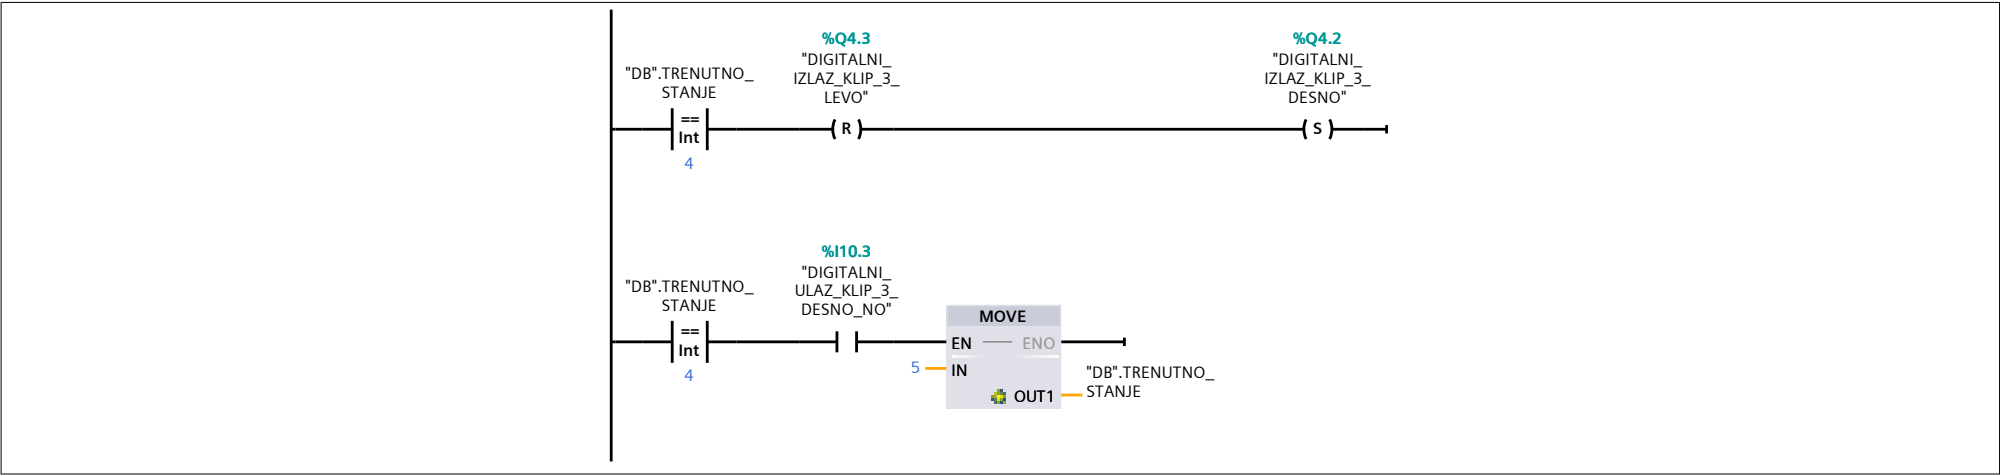 %Q4.3
"DIGITALNI_
IZLAZ_KLIP_3_
LEVO"
%Q4.2
"DIGITALNI_
IZLAZ_KLIP_3_
DESNO"
"DB".TRENUTNO_
STANJE
==
Int
4
R
S
%I10.3
"DIGITALNI_
ULAZ_KLIP_3_
DESNO_NO"
"DB".TRENUTNO_
STANJE
==
Int
4
MOVE
EN
ENO
5
IN
OUT1
"DB".TRENUTNO_
STANJE